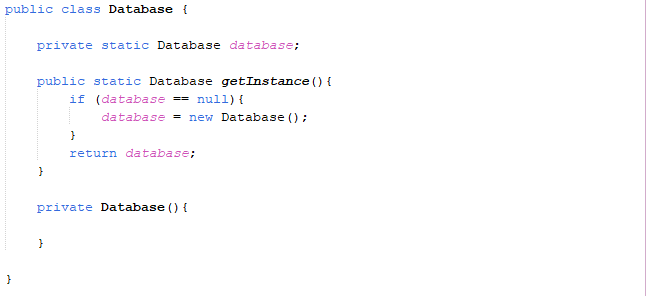 public class Database {
private static Database database;
public static Database getInstance(){
if (database == null){
database = new Database();
}
return database;
}
private Database(){
}
}